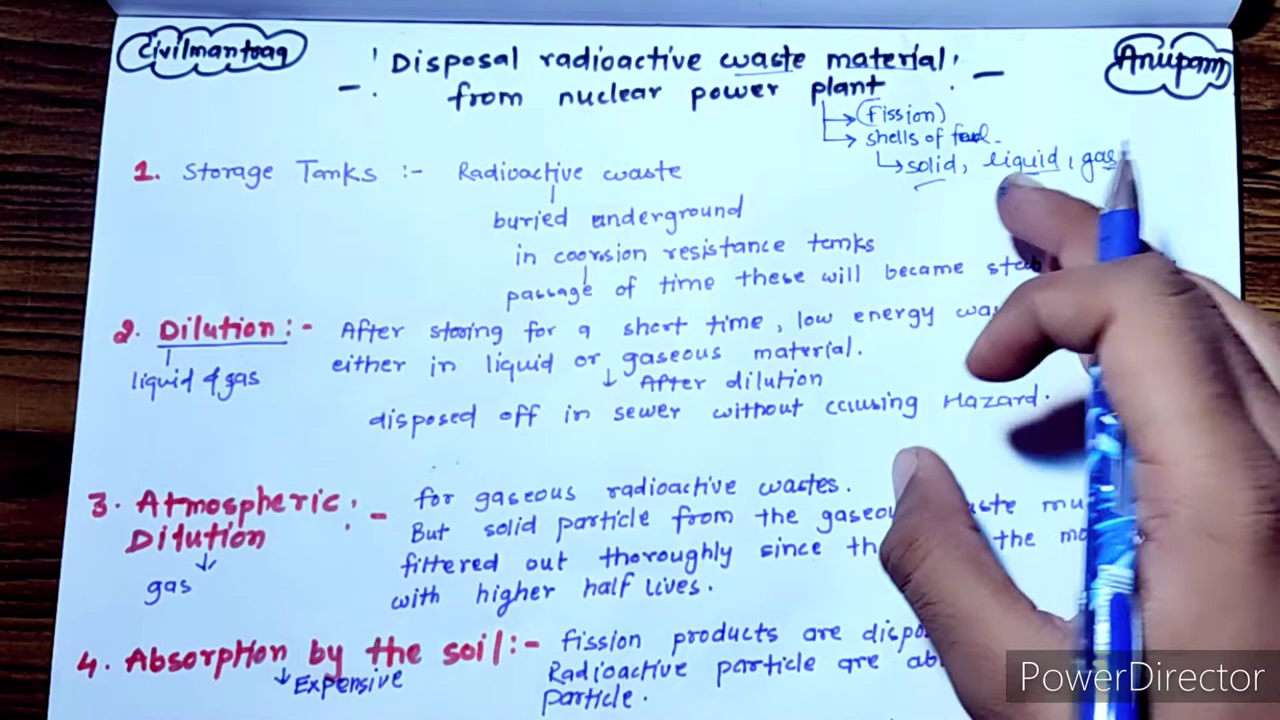 Civilmantraa
Anupam
' Disposal radioactive waste material '
from nuclear power plant
(fission)
shells of fuel.
solid, liquid, gas
1. Storage Tanks :- Radioactive waste
buried underground
in coorsion resistance tanks
passage of time these will became
2. Dilution :- After storing for a short time, low energy
either in liquid or gaseous material.
liquid & gas
After dilution
disposed off in sewer without causing Hazard.
3. Atmospheric :- for gaseous radioactive wastes.
Dilution
But solid particle from the
filtered out thoroughly since the
gas
with higher half lives.
4. Absorption by the soil :- fission products are
Expensive
Radioactive particle are
particle.
PowerDirector